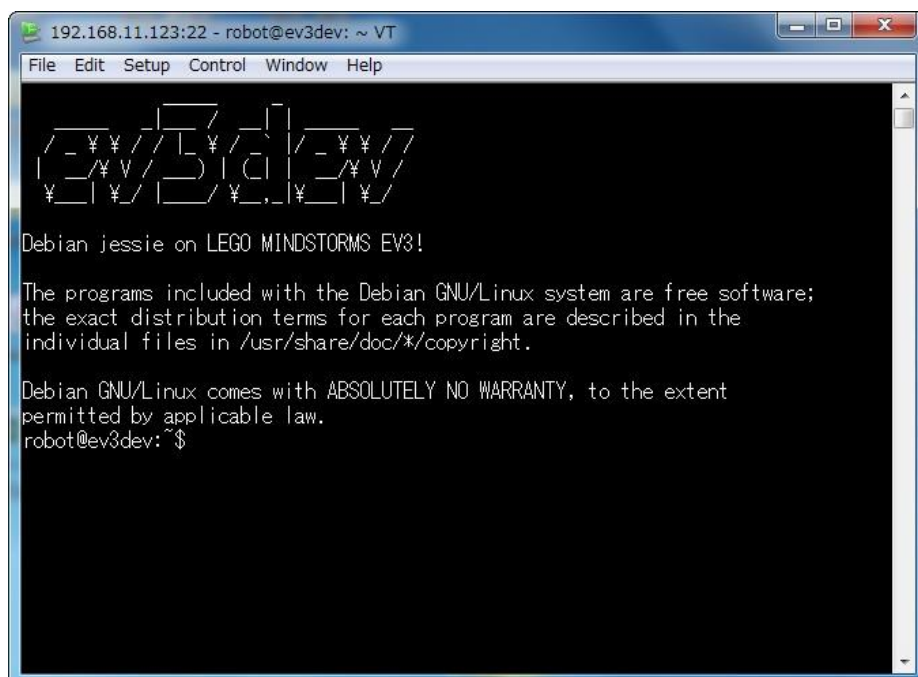 192.168.11.123:22 - robot@ev3dev: ~ VT
File Edit Setup Control Window Help
ev3dev
Debian jessie on LEGO MINDSTORMS EV3!
The programs included with the Debian GNU/Linux system are free software;
the exact distribution terms for each program are described in the
individual files in /usr/share/doc/*/copyright.
Debian GNU/Linux comes with ABSOLUTELY NO WARRANTY, to the extent
permitted by applicable law.
robot@ev3dev:~$